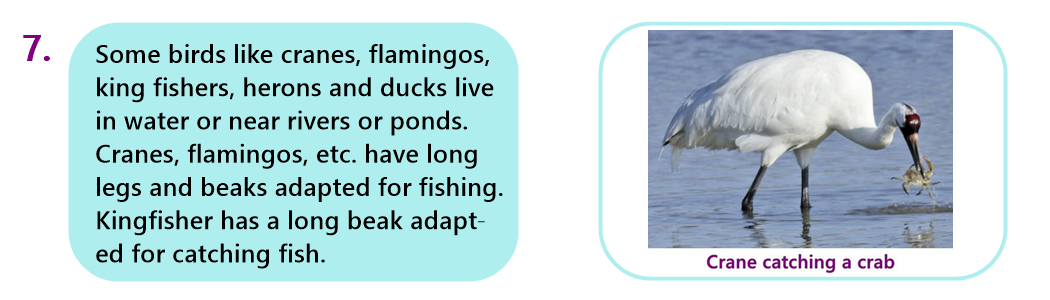 7.
Some birds like cranes, flamingos,
king fishers, herons and ducks live
in water or near rivers or ponds.
Cranes, flamingos, etc. have long
legs and beaks adapted for fishing.
Kingfisher has a long beak adapt-
ed for catching fish.
Crane catching a crab